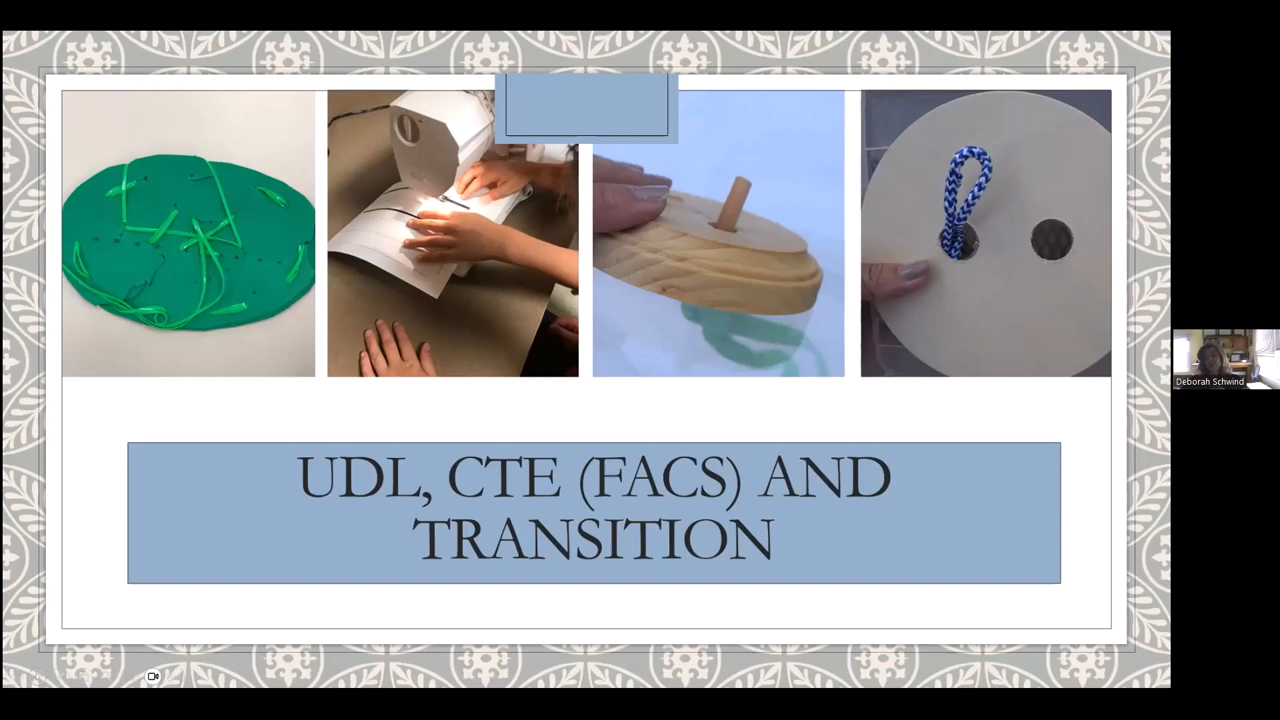 UDL, CTE (FACS) AND
TRANSITION
Deborah Schwind